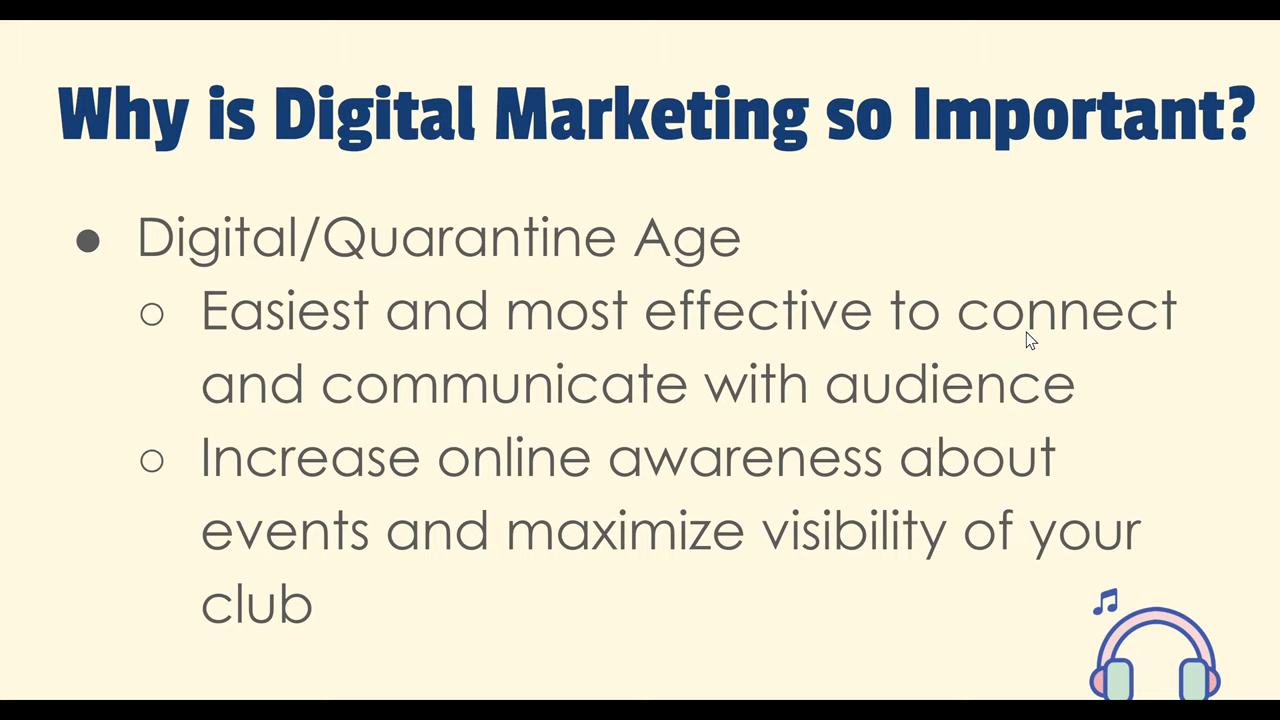 Why is Digital Marketing so Important?
● Digital/Quarantine Age
○ Easiest and most effective to connect
and communicate with audience
○ Increase online awareness about
events and maximize visibility of your
club